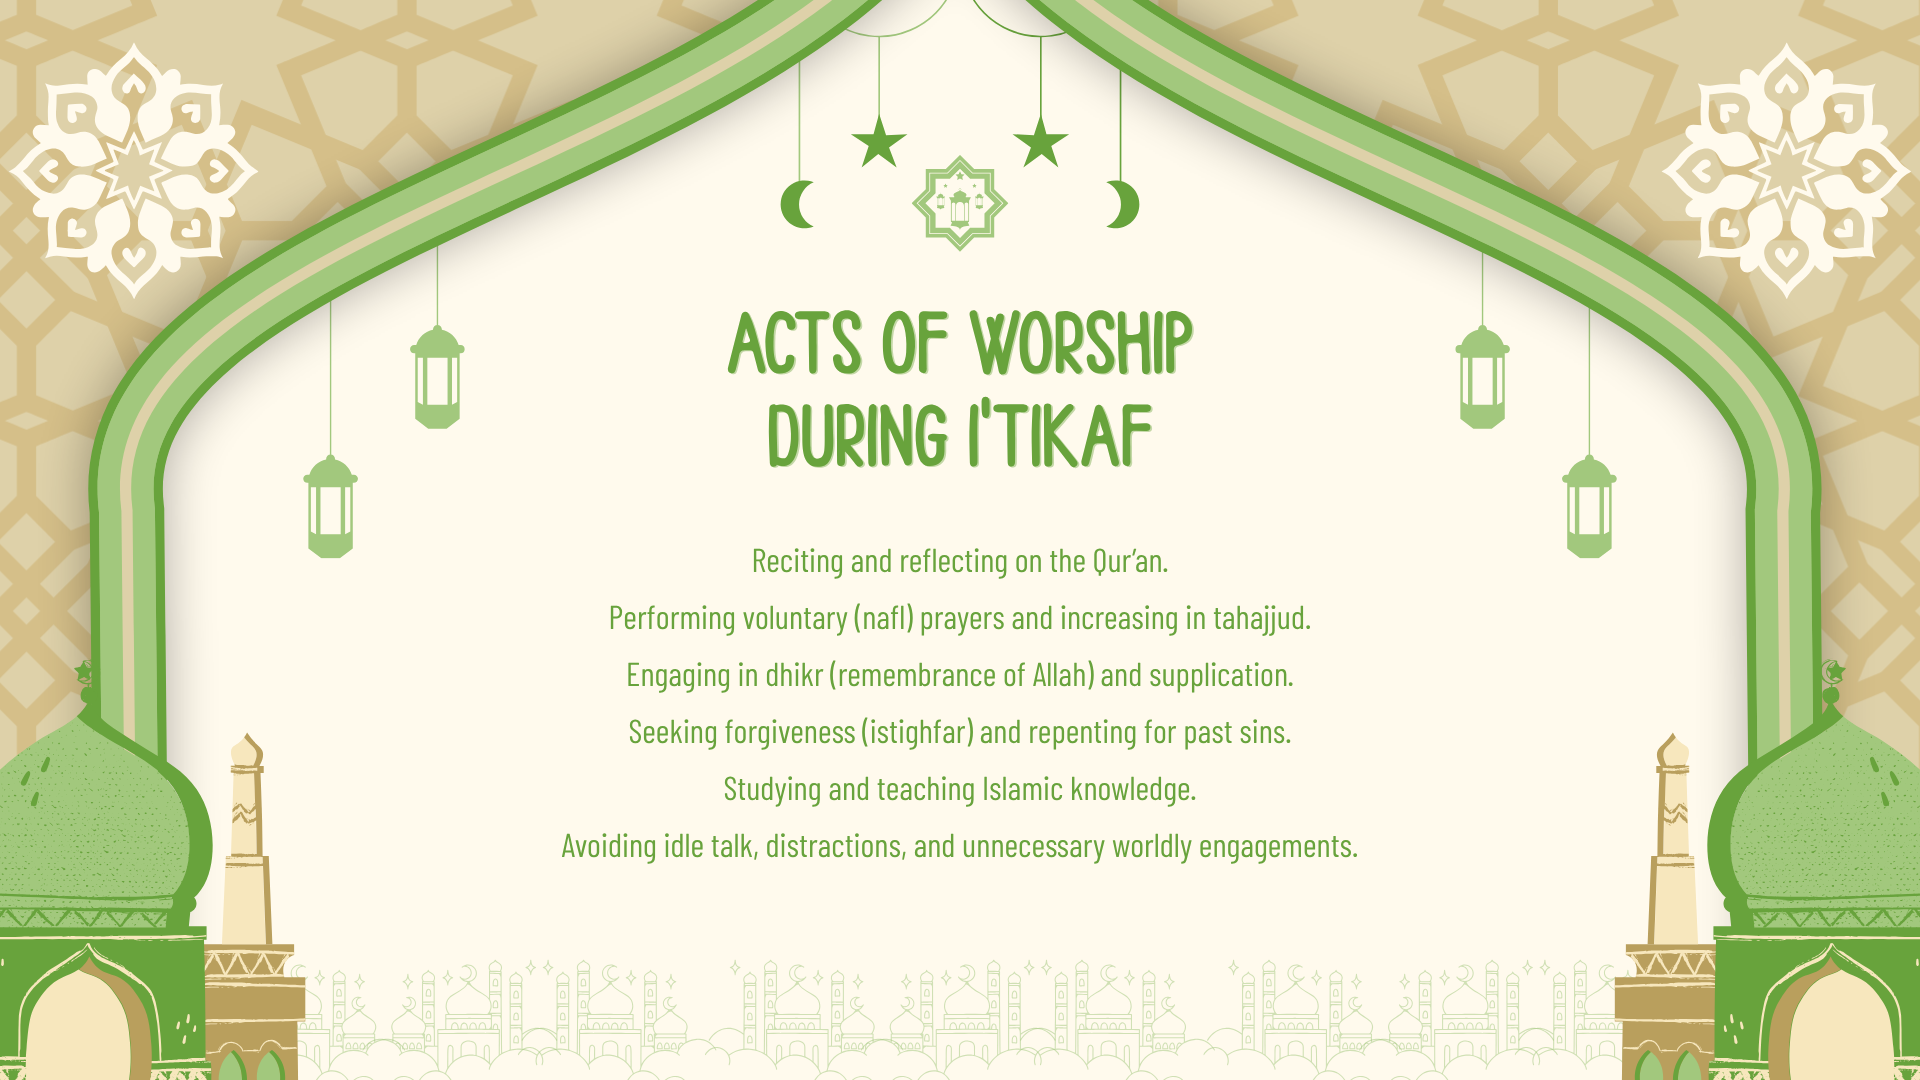 ACTS OF WORSHIP
DURING I'TIKAF
Reciting and reflecting on the Qur’an.
Performing voluntary (nafl) prayers and increasing in tahajjud.
Engaging in dhikr (remembrance of Allah) and supplication.
Seeking forgiveness (istighfar) and repenting for past sins.
Studying and teaching Islamic knowledge.
Avoiding idle talk, distractions, and unnecessary worldly engagements.